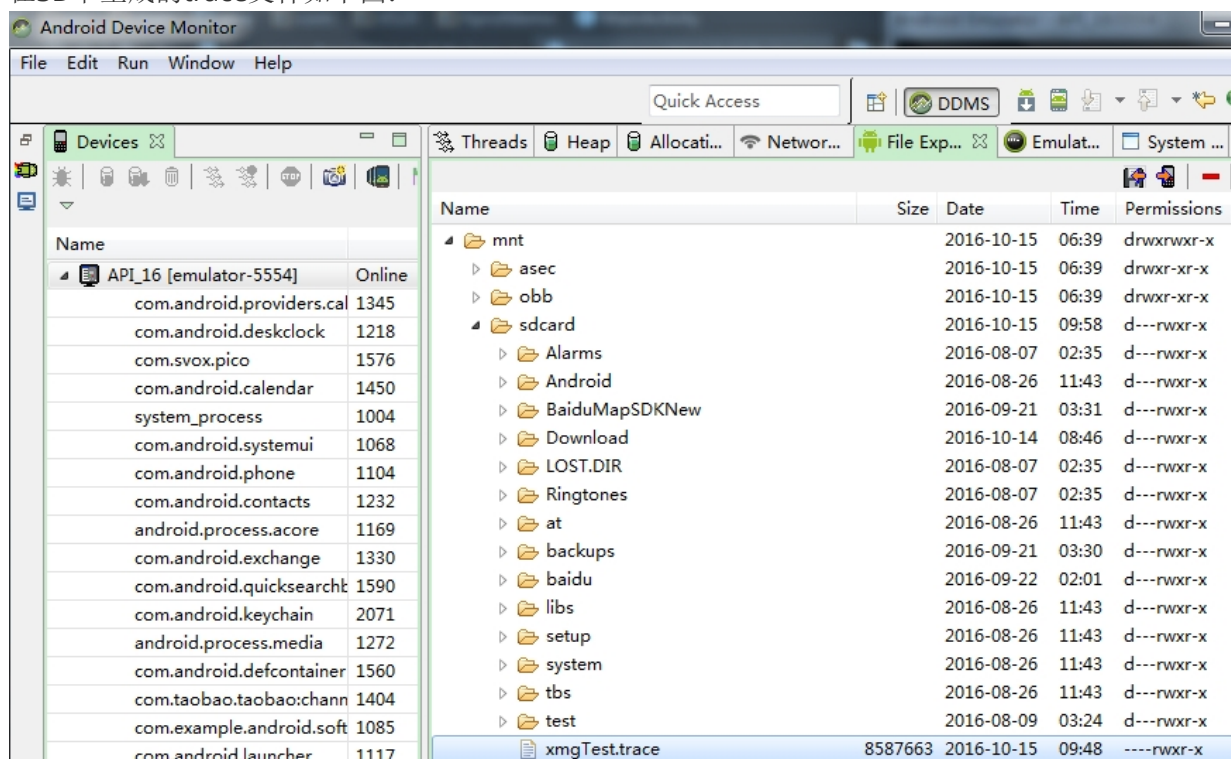 Android Device Monitor
File Edit Run Window Help
Quick Access DDMS
Devices
Threads Heap Allocati... Networ... File Exp... Emulat... System ...
Name Size Date Time Permissions
mnt 2016-10-15 06:39 drwxrwxr-x
asec 2016-10-15 06:39 drwxr-xr-x
obb 2016-10-15 06:39 drwxr-xr-x
sdcard 2016-10-15 09:58 d---rwxr-x
Alarms 2016-08-07 02:35 d---rwxr-x
Android 2016-08-26 11:43 d---rwxr-x
BaiduMapSDKNew 2016-09-21 03:31 d---rwxr-x
Download 2016-10-14 08:46 d---rwxr-x
LOST.DIR 2016-08-07 02:35 d---rwxr-x
Ringtones 2016-08-07 02:35 d---rwxr-x
at 2016-08-26 11:43 d---rwxr-x
backups 2016-09-21 03:30 d---rwxr-x
baidu 2016-09-22 02:01 d---rwxr-x
libs 2016-08-26 11:43 d---rwxr-x
setup 2016-08-26 11:43 d---rwxr-x
system 2016-08-26 11:43 d---rwxr-x
tbs 2016-08-26 11:43 d---rwxr-x
test 2016-08-09 03:24 d---rwxr-x
xmgTest.trace 8587663 2016-10-15 09:48 ----rwxr-x
Name
API_16 [emulator-5554] Online
com.android.providers.cal 1345
com.android.deskclock 1218
com.svox.pico 1576
com.android.calendar 1450
system_process 1004
com.android.systemui 1068
com.android.phone 1104
com.android.contacts 1232
android.process.acore 1169
com.android.exchange 1330
com.android.quicksearchb 1590
com.android.keychain 2071
android.process.media 1272
com.android.defcontainer 1560
com.taobao.taobao:chann 1404
com.example.android.soft 1085
com.android.launcher 1117